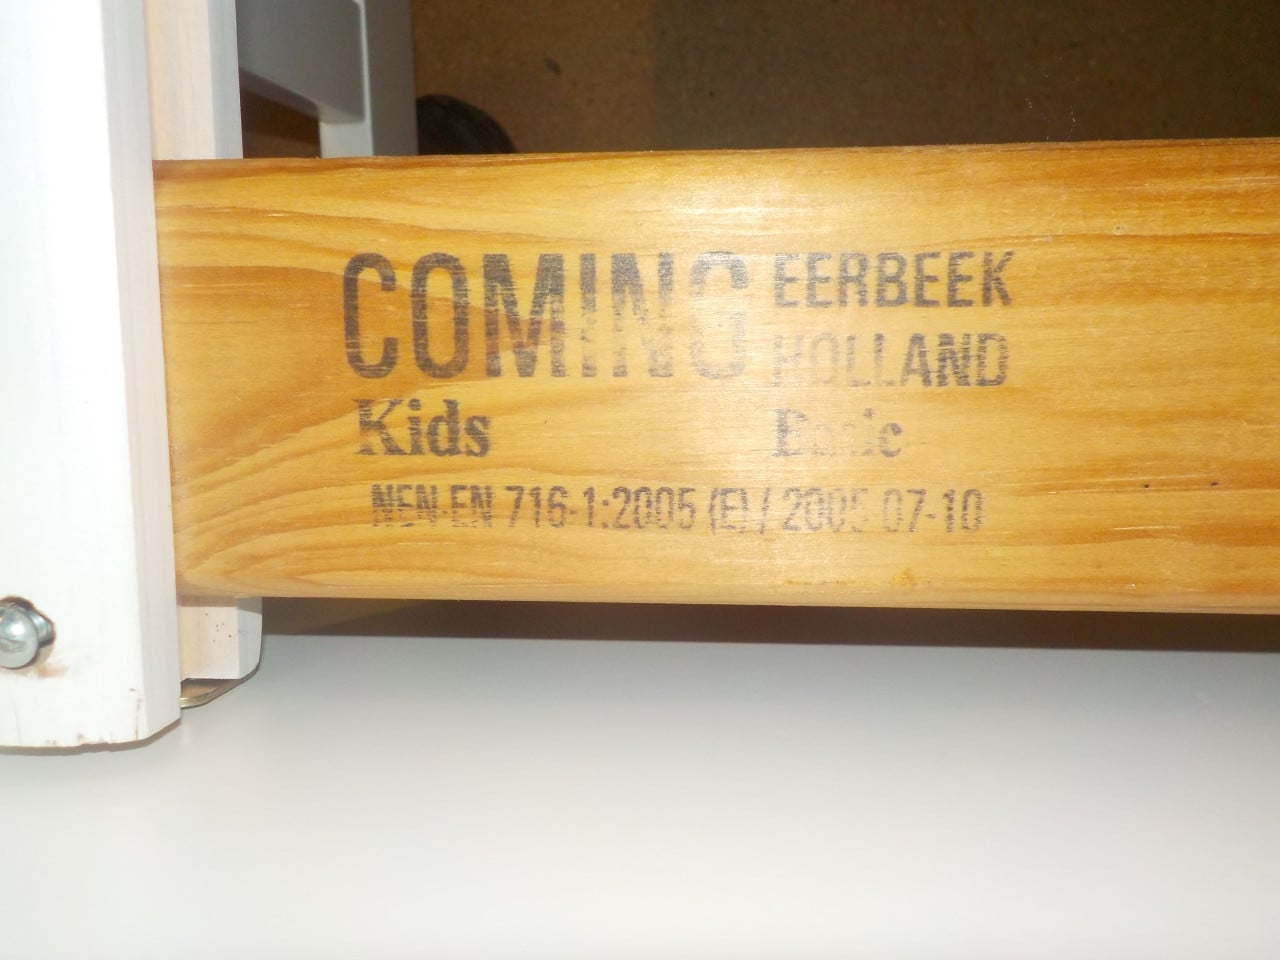 COMING EERBEEK
HOLLAND
Kids Basic
NEN-EN 716-1:2005 (E) / 2005-07-10